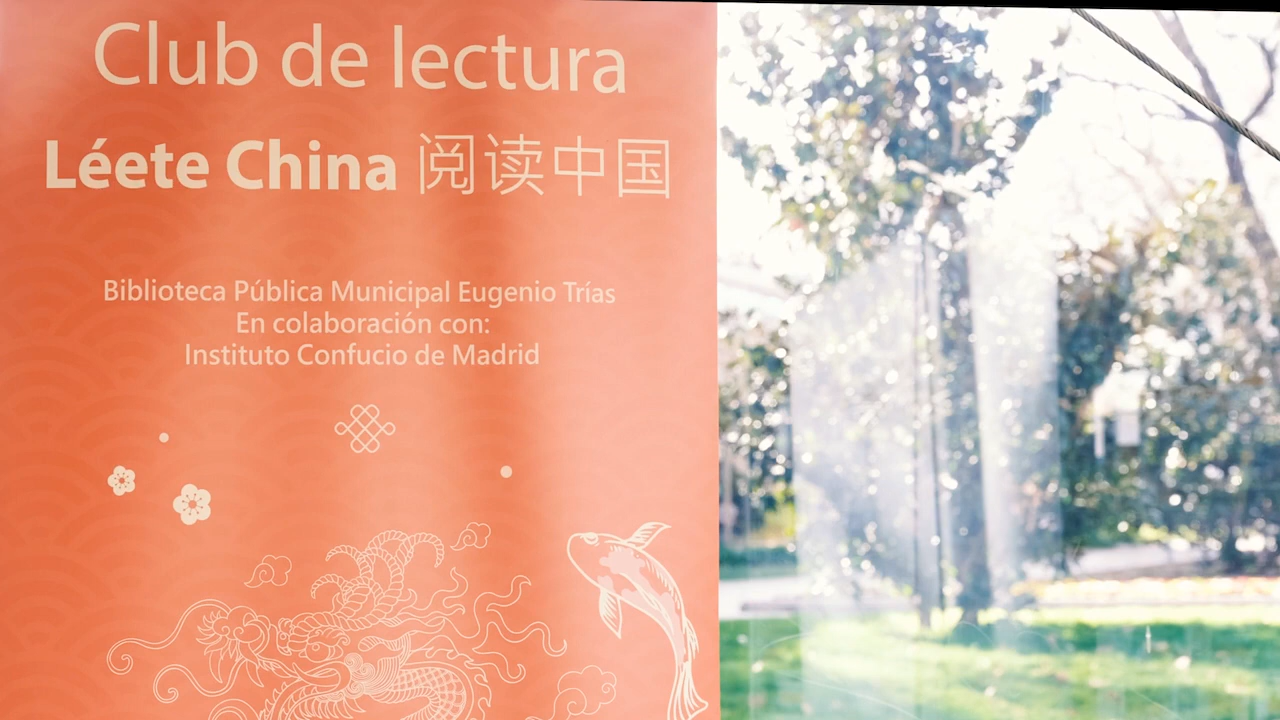 Club de lectura
Léete China 阅读中国
Biblioteca Pública Municipal Eugenio Trías
En colaboración con:
Instituto Confucio de Madrid